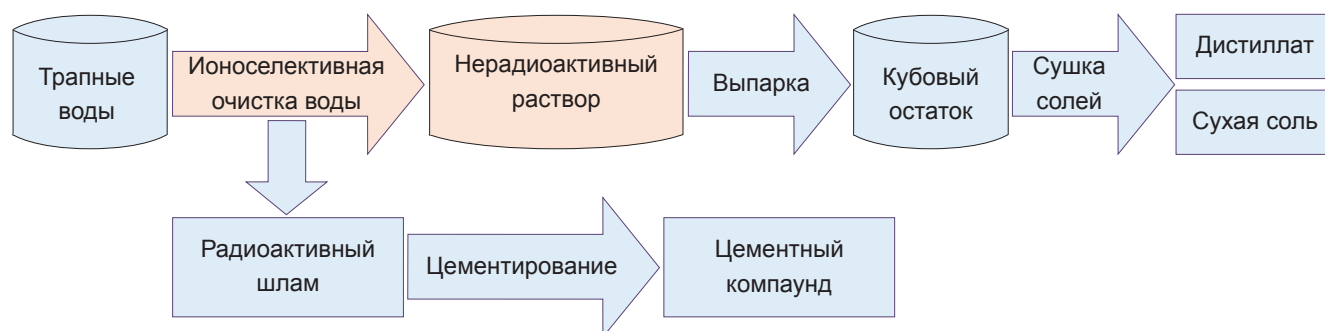 Трапные
воды
Ионоселективная
очистка воды
Нерадиоактивный
раствор
Выпарка
Кубовый
остаток
Сушка
солей
Дистиллат
Сухая соль
Радиоактивный
шлам
Цементирование
Цементный
компаунд